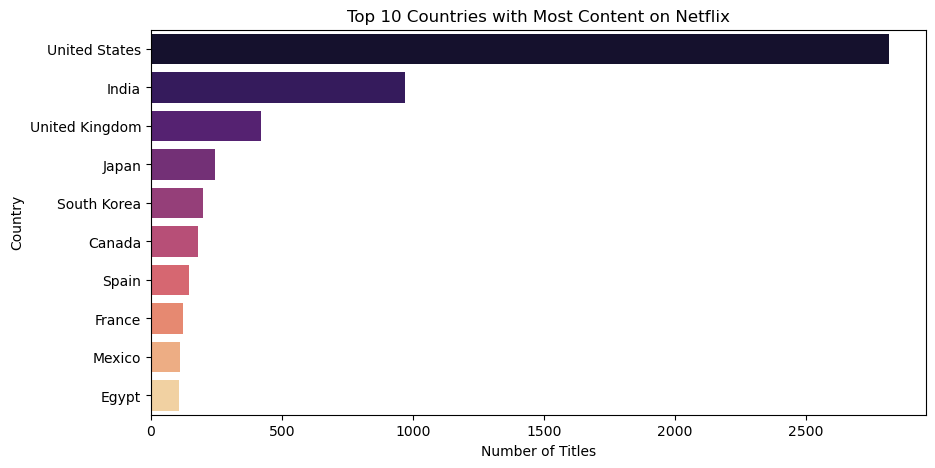 Top 10 Countries with Most Content on Netflix
United States
India
United Kingdom
Japan
South Korea
Canada
Spain
France
Mexico
Egypt
Country
0 500 1000 1500 2000 2500
Number of Titles